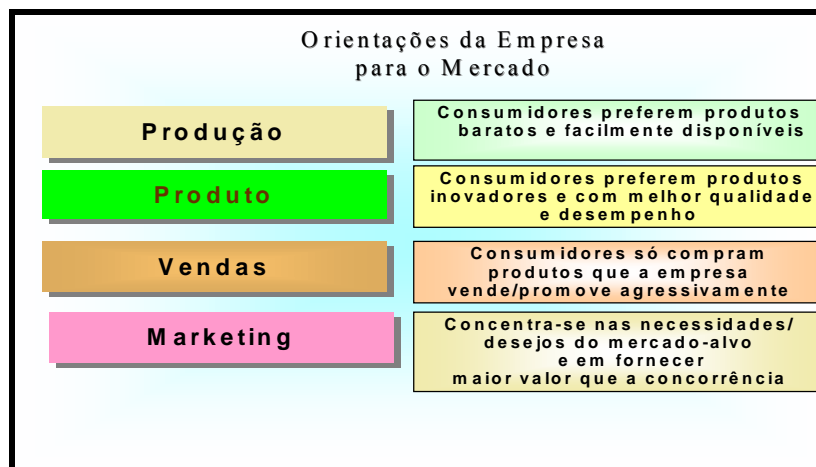 Orientações da Empresa
para o Mercado
Produção
Consumidores preferem produtos
baratos e facilmente disponíveis
Produto
Consumidores preferem produtos
inovadores e com melhor qualidade
e desempenho
Vendas
Consumidores só compram
produtos que a empresa
vende/promove agressivamente
Marketing
Concentra-se nas necessidades/
desejos do mercado-alvo
e em fornecer
maior valor que a concorrência